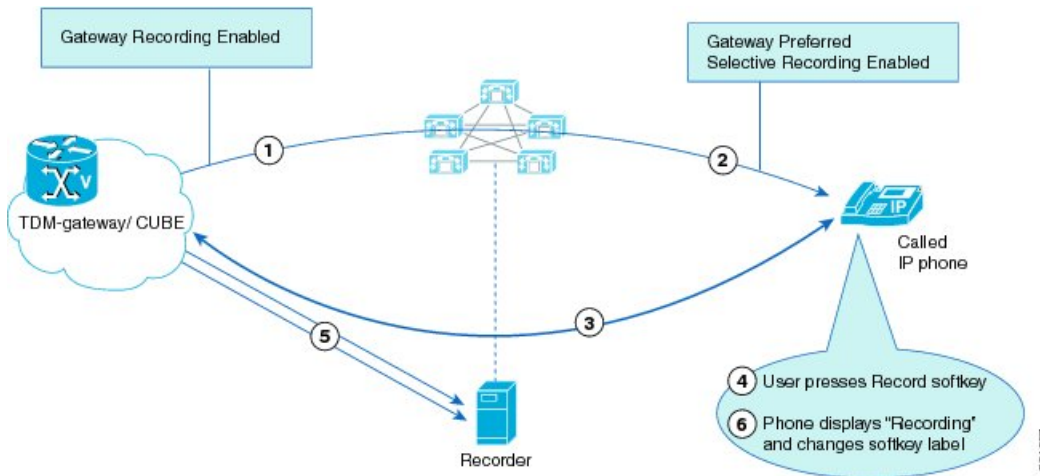 Gateway Recording Enabled
Gateway Preferred
Selective Recording Enabled
1
2
V
TDM-gateway/ CUBE
IP
Called
IP phone
3
5
4 User presses Record softkey
6 Phone displays "Recording"
and changes softkey label
Recorder